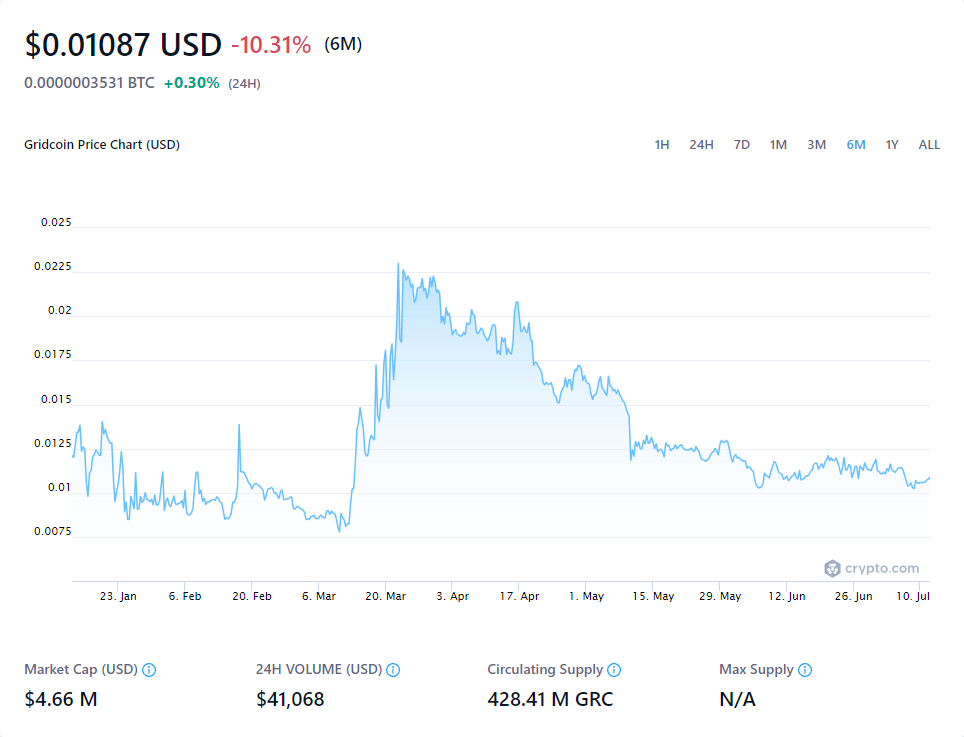 $0.01087 USD -10.31% (6M)
0.0000003531 BTC +0.30% (24H)
Gridcoin Price Chart (USD) 1H 24H 7D 1M 3M 6M 1Y ALL
0.025
0.0225
0.02
0.0175
0.015
0.0125
0.01
0.0075
crypto.com
23. Jan 6. Feb 20. Feb 6. Mar 20. Mar 3. Apr 17. Apr 1. May 15. May 29. May 12. Jun 26. Jun 10. Jul
Market Cap (USD) 24H VOLUME (USD) Circulating Supply Max Supply
$4.66 M $41,068 428.41 M GRC N/A